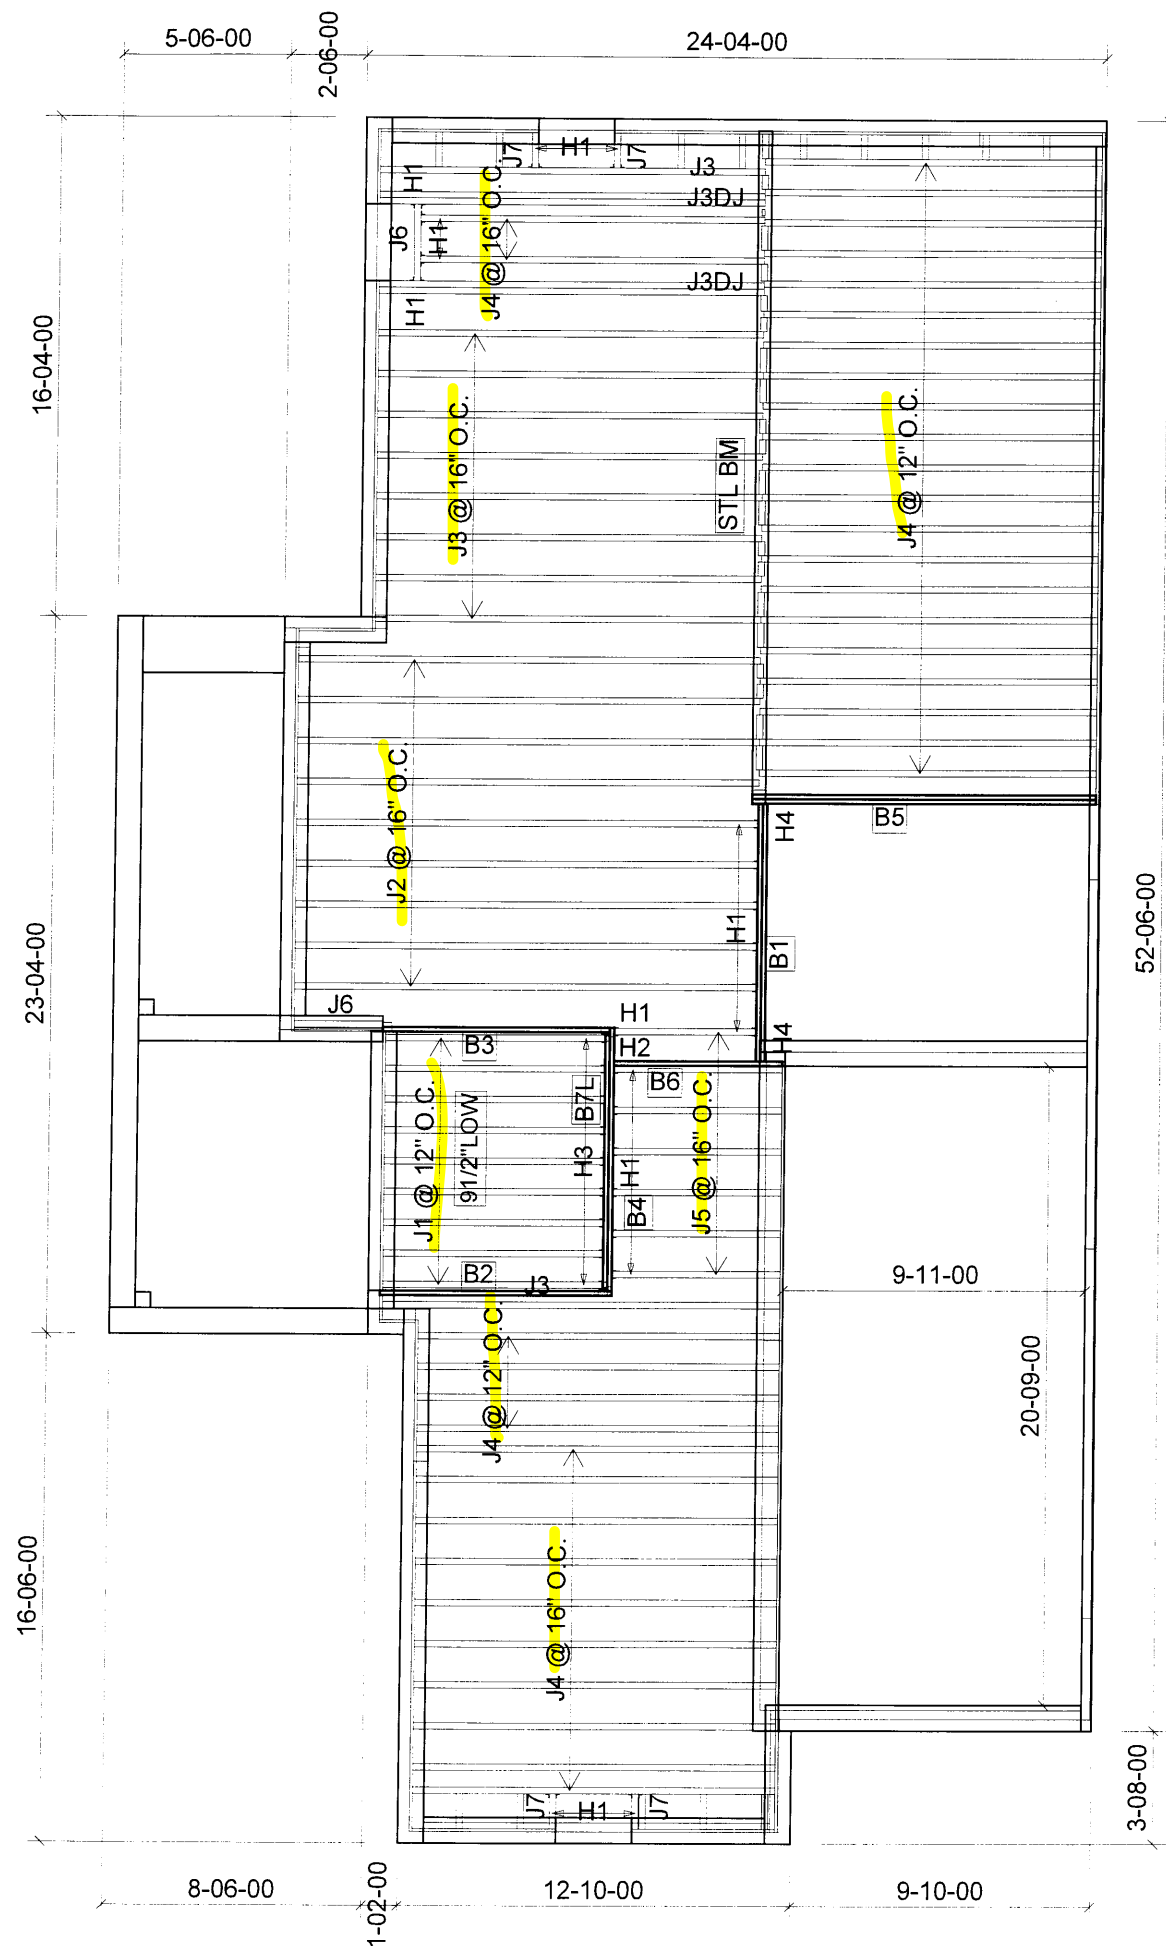 5-06-00
2-06-00
24-04-00
16-04-00
23-04-00
16-06-00
52-06-00
3-08-00
J7
H1
J7
H1
J6
H1
H1
J4 @ 16" O.C.
J3
J3DJ
J3DJ
J3 @ 16" O.C.
STL BM
J4 @ 12" O.C.
J2 @ 16" O.C.
H4
B5
H1
B1
J6
H1
H4
B3
H2
B6
J1 @ 12" O.C.
91/2"LOW
B7L
H3
H1
B4
J5 @ 16" O.C.
B2
J3
9-11-00
J4 @ 12" O.C.
20-09-00
J4 @ 16" O.C.
J7
H1
J7
8-06-00
1-02-00
12-10-00
9-10-00